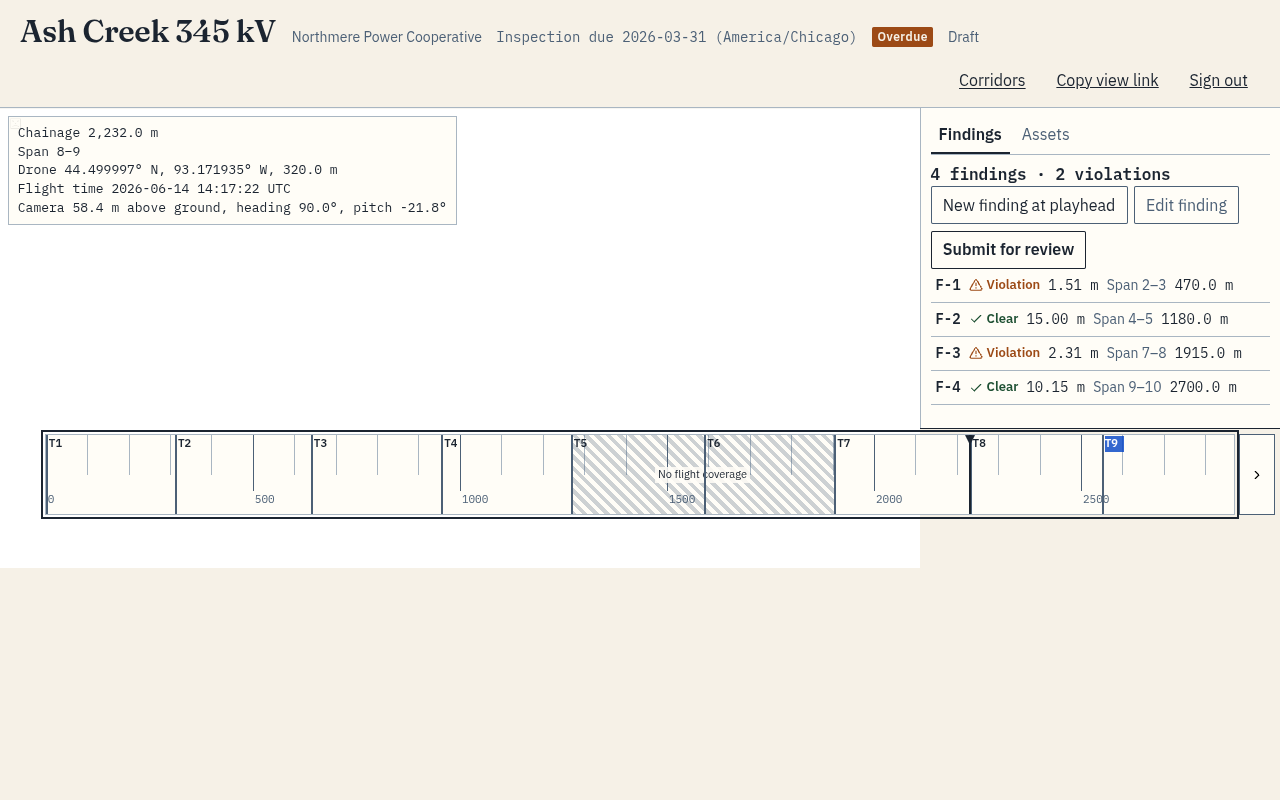 Ash Creek 345 kV Northmere Power Cooperative Inspection due 2026-03-31 (America/Chicago) Overdue Draft
Corridors Copy view link Sign out
Chainage 2,232.0 m
Span 8–9
Drone 44.499997° N, 93.171935° W, 320.0 m
Flight time 2026-06-14 14:17:22 UTC
Camera 58.4 m above ground, heading 90.0°, pitch -21.8°
Findings Assets
4 findings · 2 violations
New finding at playhead Edit finding
Submit for review
F-1 Violation 1.51 m Span 2–3 470.0 m
F-2 Clear 15.00 m Span 4–5 1180.0 m
F-3 Violation 2.31 m Span 7–8 1915.0 m
F-4 Clear 10.15 m Span 9–10 2700.0 m
T1 T2 T3 T4 T5 T6 T7 T8 T9
No flight coverage
0 500 1000 1500 2000 2500